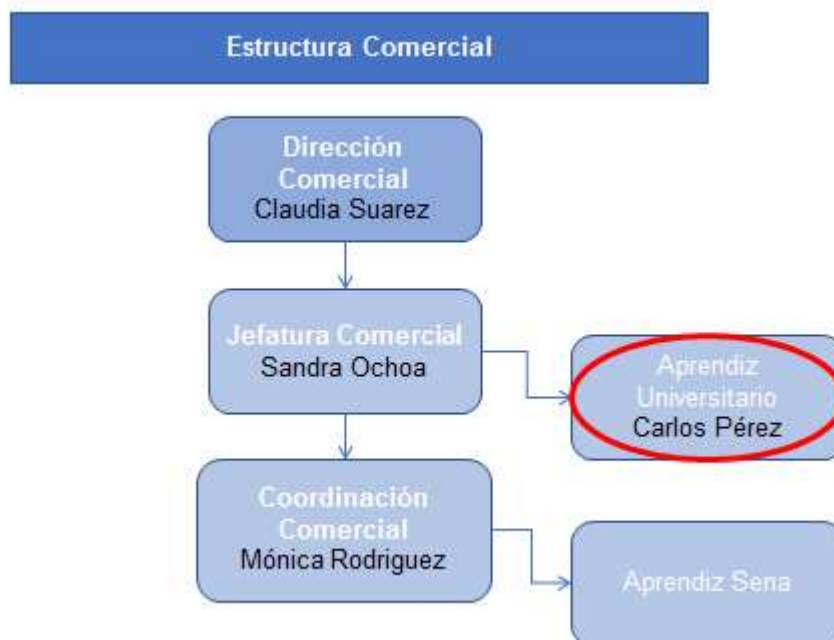 Estructura Comercial
Dirección
Comercial
Claudia Suarez
Jefatura Comercial
Sandra Ochoa
Aprendiz
Universitario
Carlos Pérez
Coordinación
Comercial
Mónica Rodriguez
Aprendiz Sena